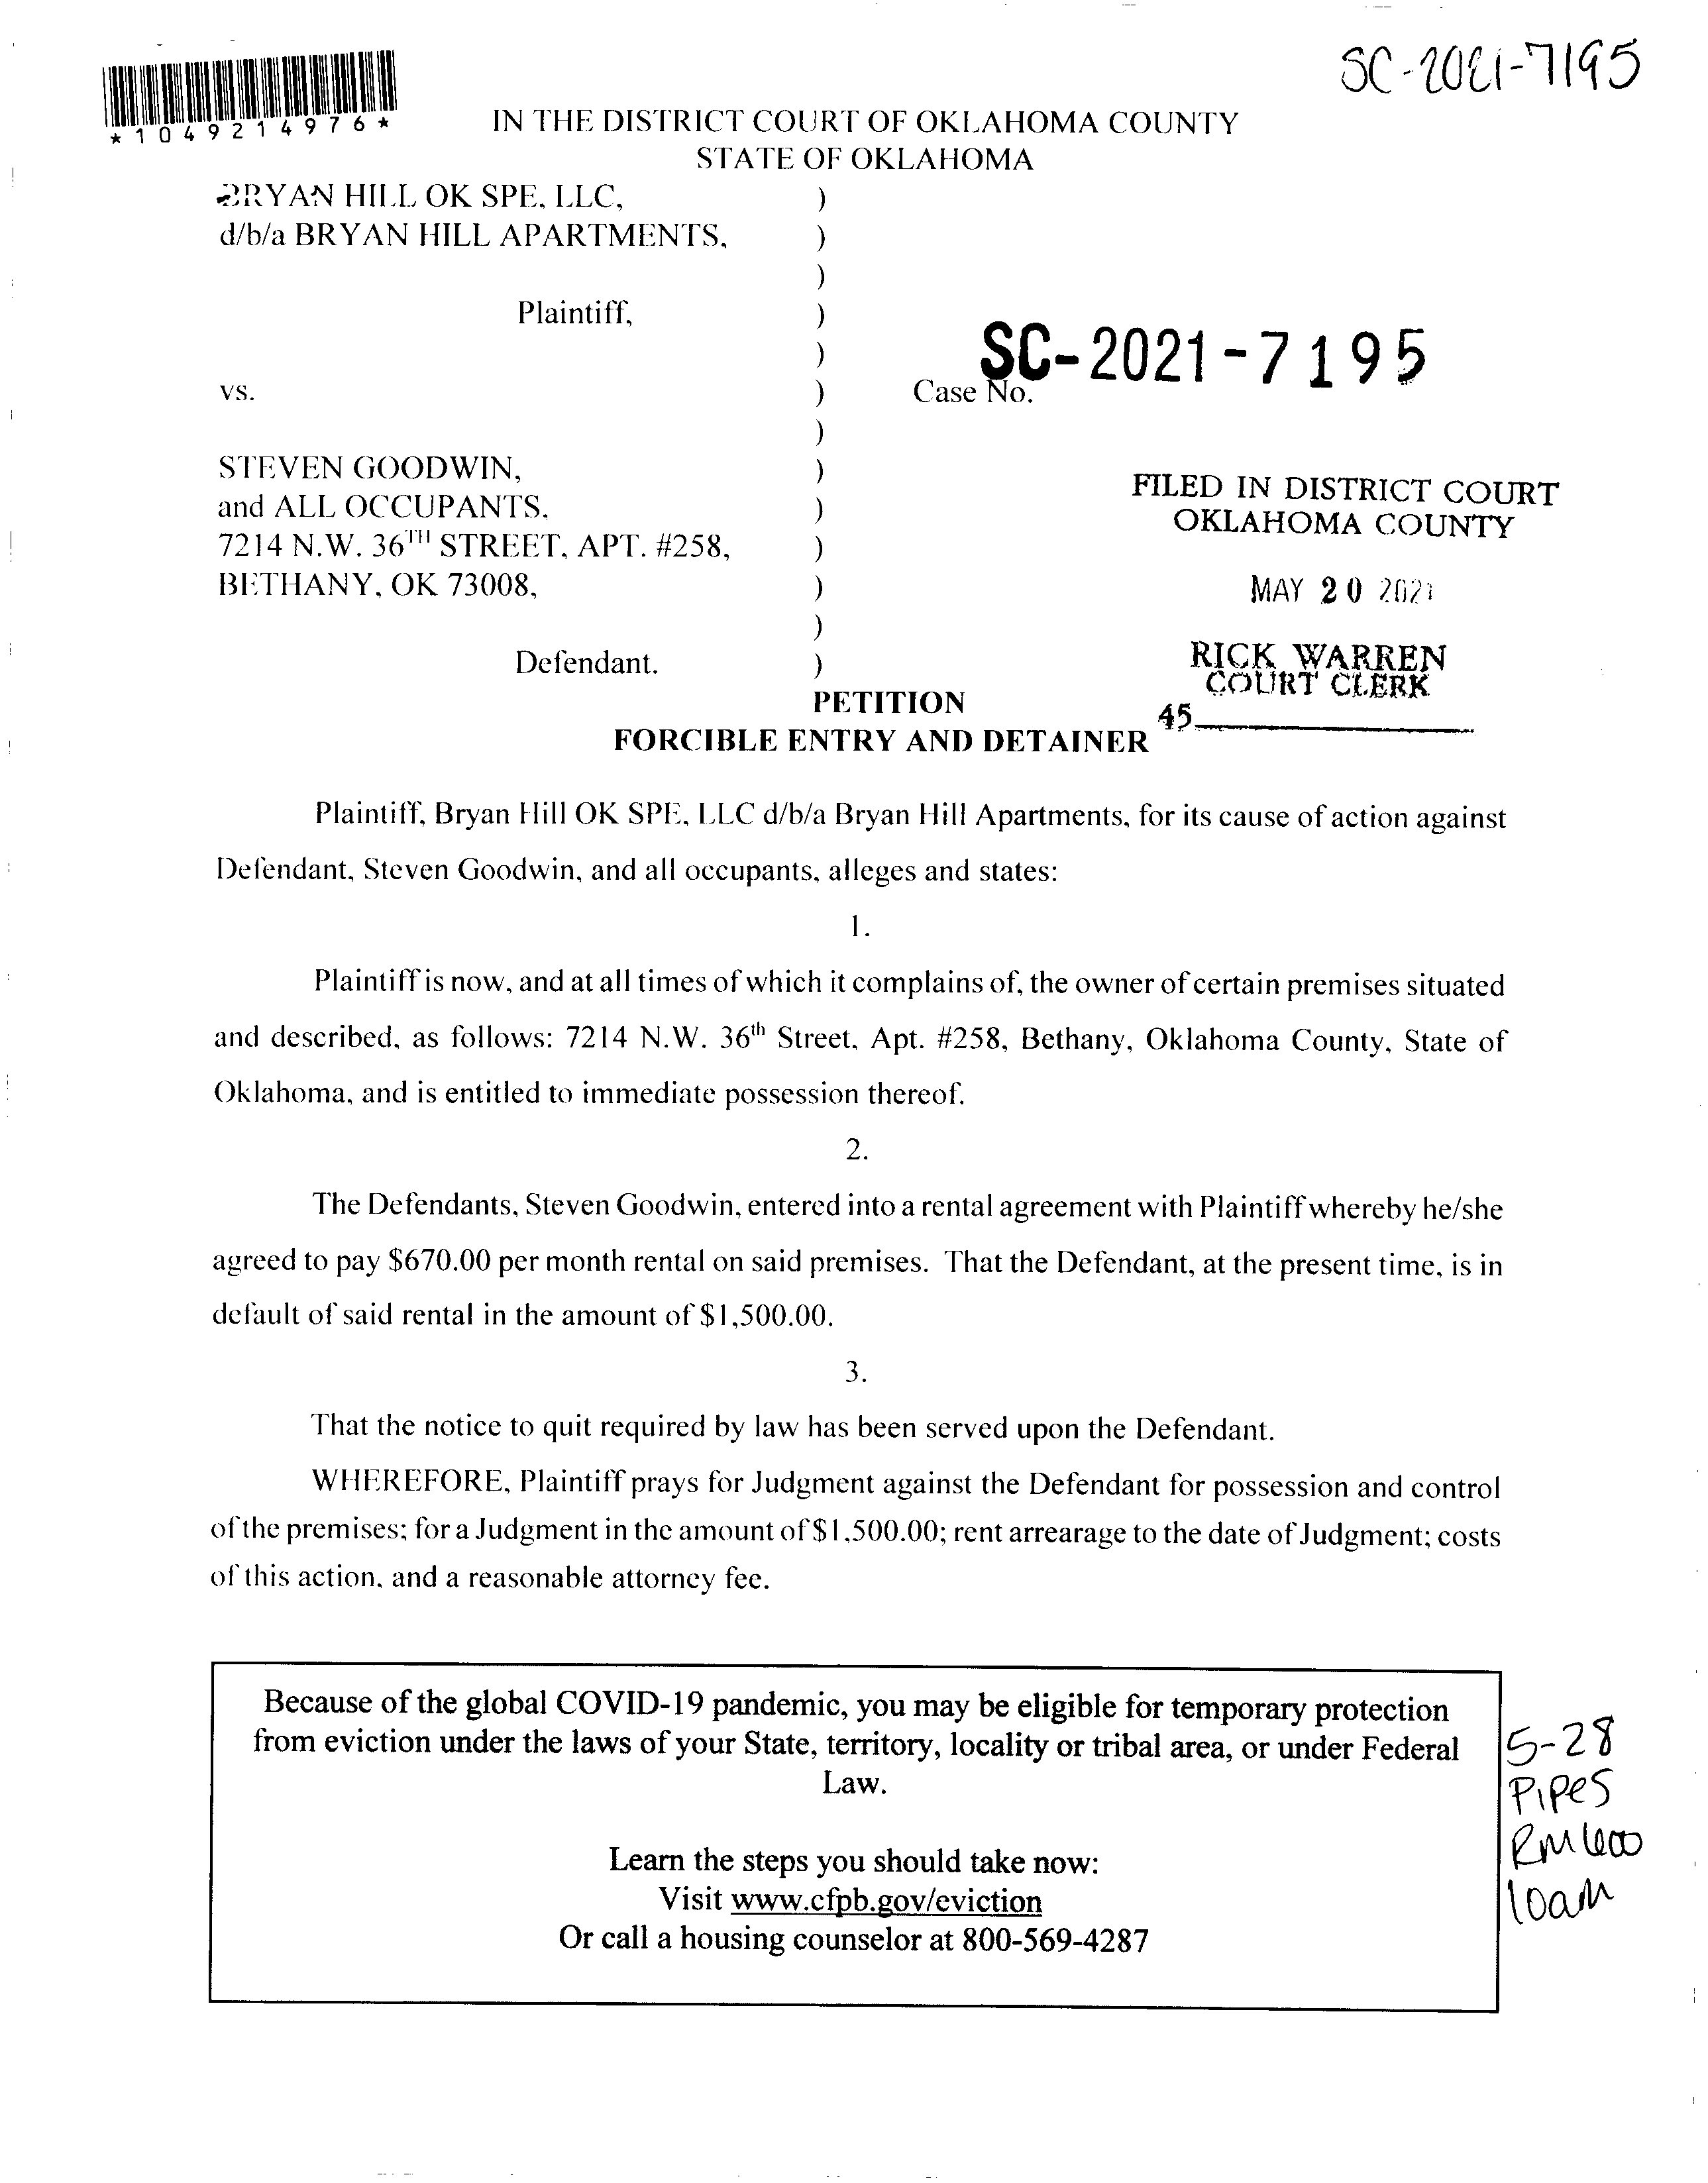 SC-2021-7195
*1049214976*
IN THE DISTRICT COURT OF OKLAHOMA COUNTY
STATE OF OKLAHOMA
BRYAN HILL OK SPE, LLC, )
d/b/a BRYAN HILL APARTMENTS, )
)
Plaintiff, )
)
vs. ) Case No. SC-2021-7195
)
STEVEN GOODWIN, )
and ALL OCCUPANTS, )
7214 N.W. 36TH STREET, APT. #258, )
BETHANY, OK 73008, )
)
Defendant. )
FILED IN DISTRICT COURT
OKLAHOMA COUNTY
MAY 20 2021
RICK WARREN
COURT CLERK
45
PETITION
FORCIBLE ENTRY AND DETAINER
Plaintiff, Bryan Hill OK SPE, LLC d/b/a Bryan Hill Apartments, for its cause of action against
Defendant, Steven Goodwin, and all occupants, alleges and states:
1.
Plaintiff is now, and at all times of which it complains of, the owner of certain premises situated
and described, as follows: 7214 N.W. 36th Street, Apt. #258, Bethany, Oklahoma County, State of
Oklahoma, and is entitled to immediate possession thereof.
2.
The Defendants, Steven Goodwin, entered into a rental agreement with Plaintiff whereby he/she
agreed to pay $670.00 per month rental on said premises. That the Defendant, at the present time, is in
default of said rental in the amount of $1,500.00.
3.
That the notice to quit required by law has been served upon the Defendant.
WHEREFORE, Plaintiff prays for Judgment against the Defendant for possession and control
of the premises; for a Judgment in the amount of $1,500.00; rent arrearage to the date of Judgment; costs
of this action, and a reasonable attorney fee.
Because of the global COVID-19 pandemic, you may be eligible for temporary protection
from eviction under the laws of your State, territory, locality or tribal area, or under Federal
Law.
Learn the steps you should take now:
Visit www.cfpb.gov/eviction
Or call a housing counselor at 800-569-4287
5-28
Pipes
Rm 600
10am